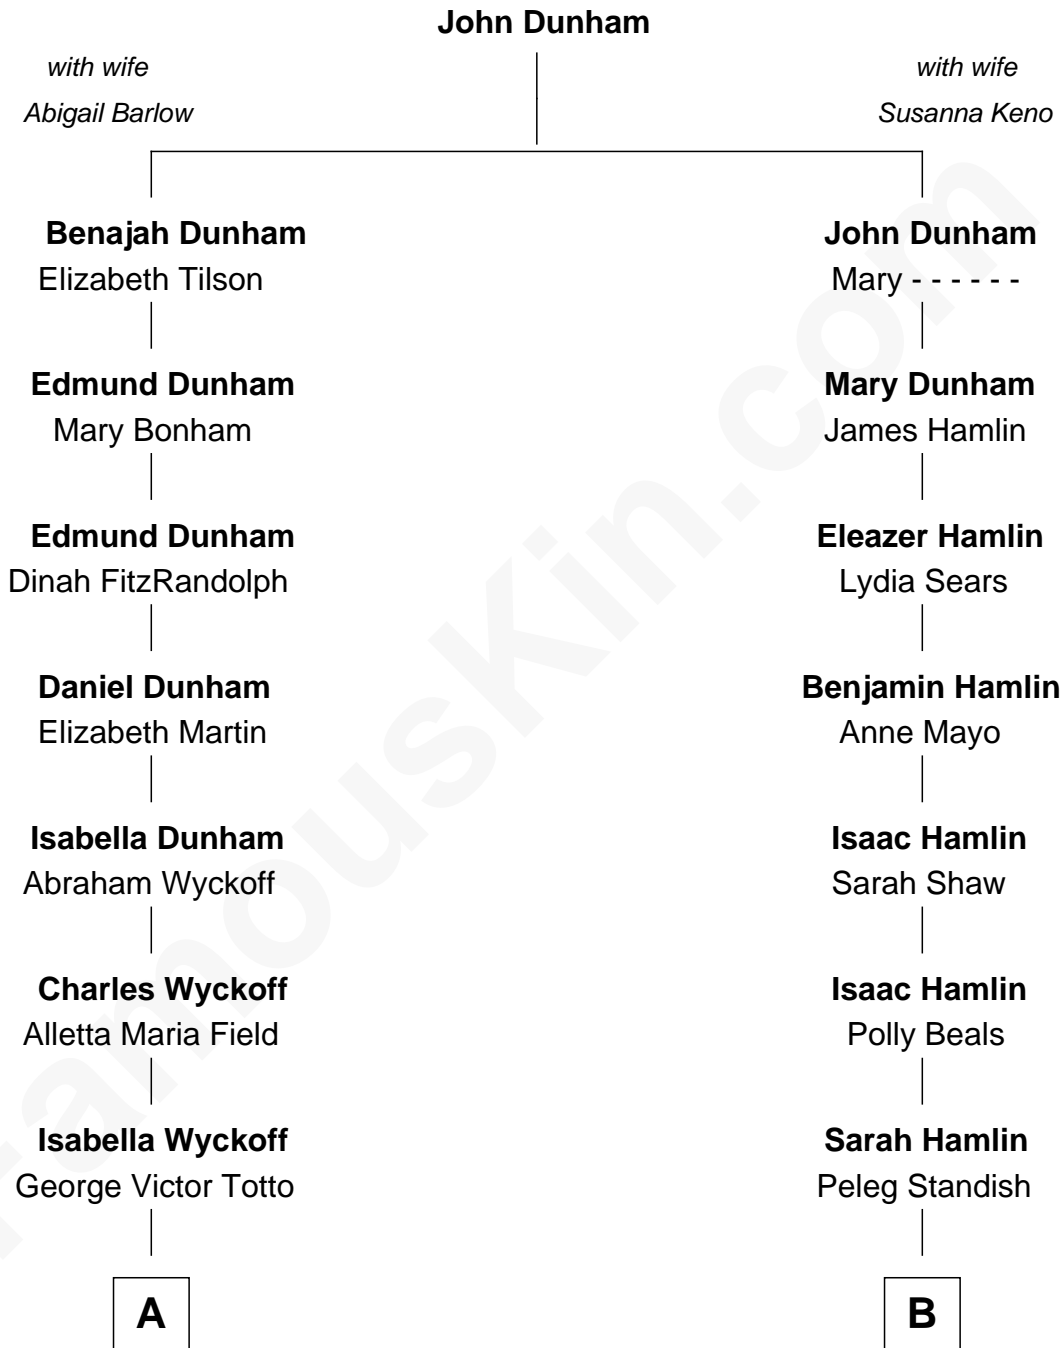 John Dunham
with wife
Abigail Barlow
with wife
Susanna Keno
Benajah Dunham
Elizabeth Tilson
John Dunham
Mary - - - - - -
Edmund Dunham
Mary Bonham
Mary Dunham
James Hamlin
Edmund Dunham
Dinah FitzRandolph
Eleazer Hamlin
Lydia Sears
Daniel Dunham
Elizabeth Martin
Benjamin Hamlin
Anne Mayo
Isabella Dunham
Abraham Wyckoff
Isaac Hamlin
Sarah Shaw
Charles Wyckoff
Alletta Maria Field
Isaac Hamlin
Polly Beals
Isabella Wyckoff
George Victor Totto
Sarah Hamlin
Peleg Standish
A
B
FamousKin.com